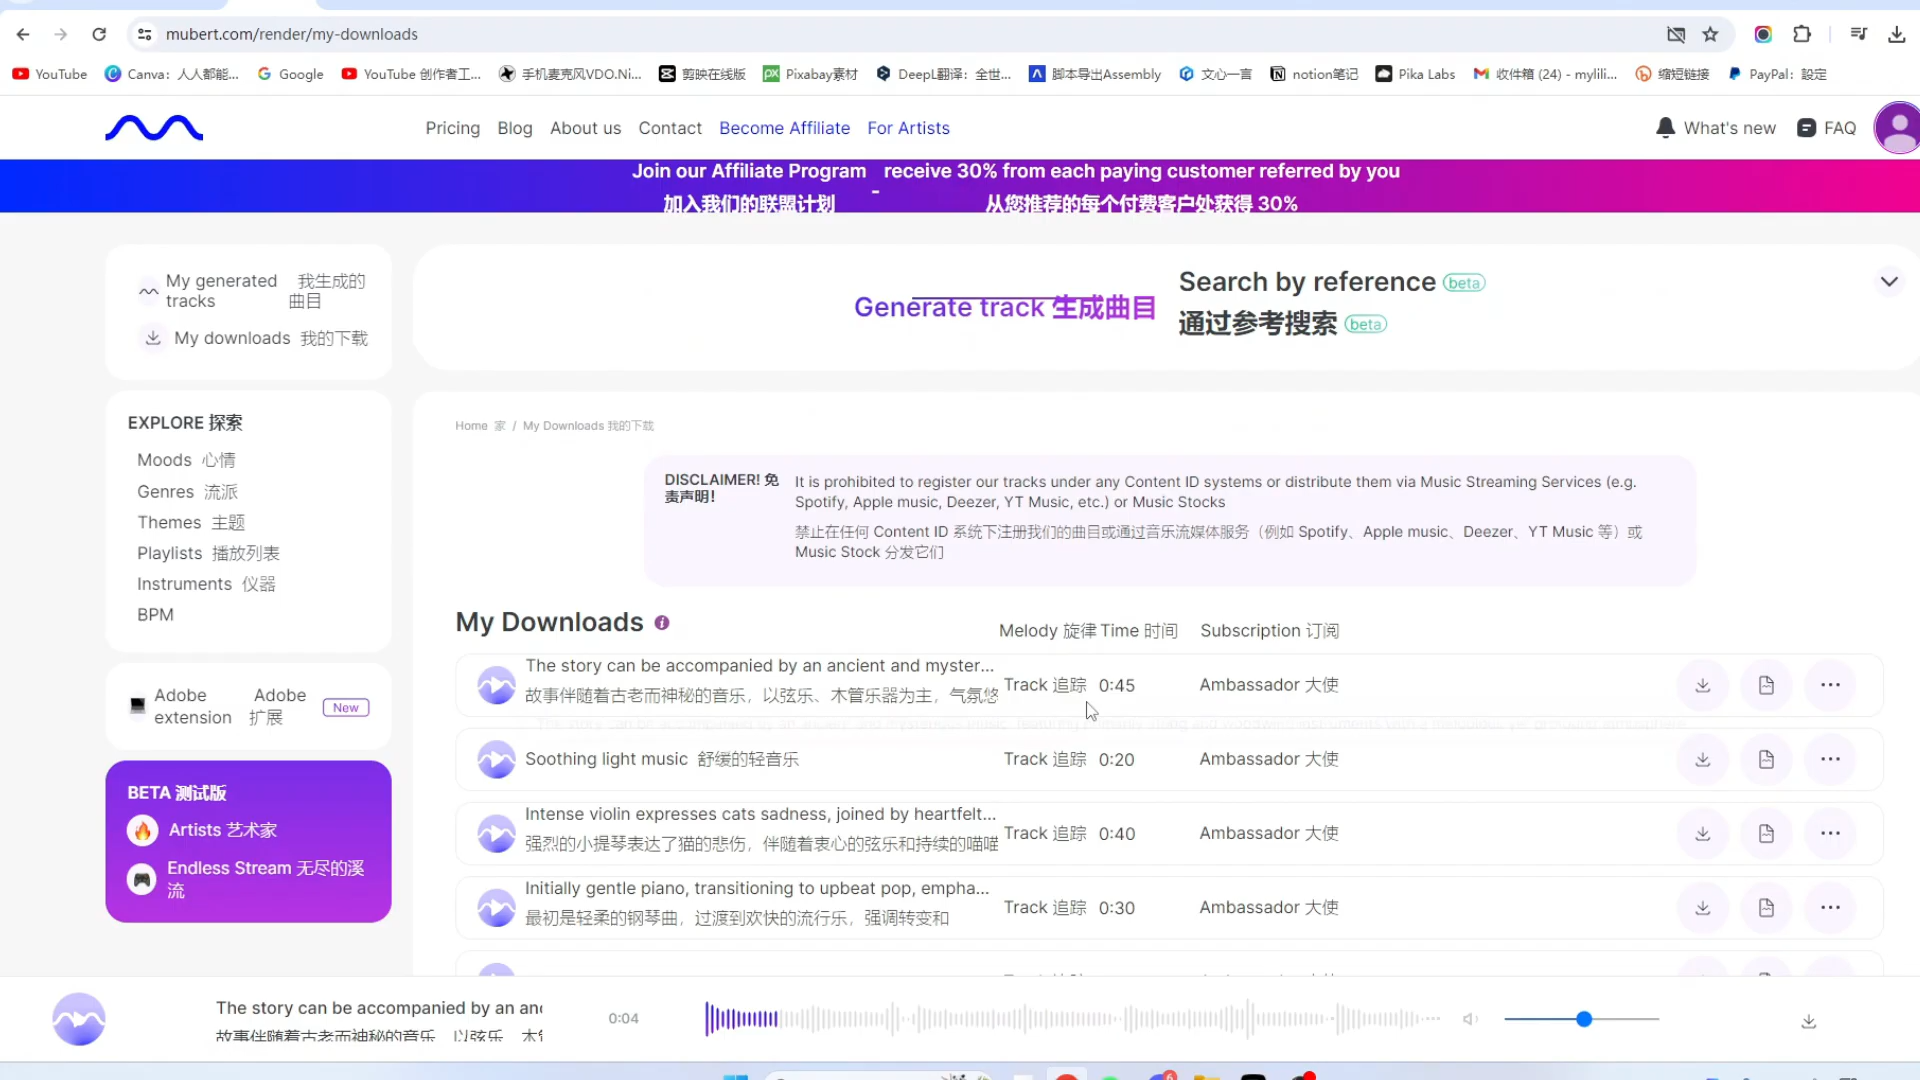 mubert.com/render/my-downloads
YouTube
Canva：人人都能...
Google
YouTube 创作者工...
手机麦克风VDO.Ni...
剪映在线版
Pixabay素材
DeepL翻译：全世...
脚本导出Assembly
文心一言
notion笔记
Pika Labs
收件箱 (24) - mylili...
缩短链接
PayPal：設定
Pricing
Blog
About us
Contact
Become Affiliate
For Artists
What's new
FAQ
Join our Affiliate Program - receive 30% from each paying customer referred by you
加入我们的联盟计划 从您推荐的每个付费客户处获得 30%
My generated tracks 我生成的曲目
My downloads 我的下载
Generate track 生成曲目
Search by reference beta
通过参考搜索 beta
EXPLORE 探索
Moods 心情
Genres 流派
Themes 主题
Playlists 播放列表
Instruments 仪器
BPM
Adobe extension Adobe 扩展 New
BETA 测试版
Artists 艺术家
Endless Stream 无尽的溪流
Home 家 / My Downloads 我的下载
DISCLAIMER! 免责声明！
It is prohibited to register our tracks under any Content ID systems or distribute them via Music Streaming Services (e.g.
Spotify, Apple music, Deezer, YT Music, etc.) or Music Stocks
禁止在任何 Content ID 系统下注册我们的曲目或通过音乐流媒体服务（例如 Spotify、Apple music、Deezer、YT Music 等）或
Music Stock 分发它们
My Downloads
Melody 旋律 Time 时间 Subscription 订阅
The story can be accompanied by an ancient and myster...
故事伴随着古老而神秘的音乐，以弦乐、木管乐器为主，气氛悠
Track 追踪 0:45 Ambassador 大使
Soothing light music 舒缓的轻音乐
Track 追踪 0:20 Ambassador 大使
Intense violin expresses cats sadness, joined by heartfelt...
强烈的小提琴表达了猫的悲伤，伴随着衷心的弦乐和持续的喵喵
Track 追踪 0:40 Ambassador 大使
Initially gentle piano, transitioning to upbeat pop, empha...
最初是轻柔的钢琴曲，过渡到欢快的流行乐，强调转变和
Track 追踪 0:30 Ambassador 大使
The story can be accompanied by an
故事伴随着古老而神秘的音乐，以弦乐、
0:04